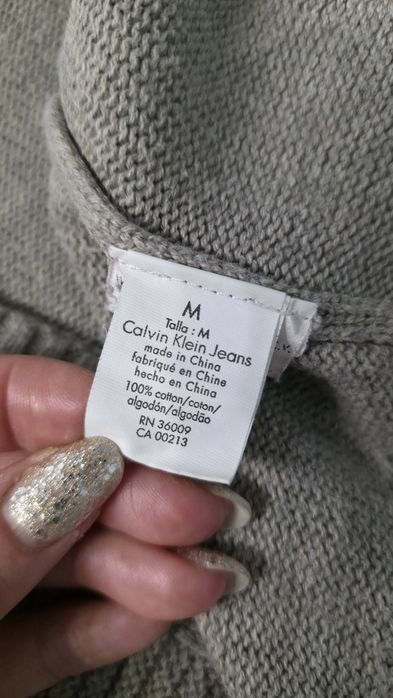 M
Talla : M
Calvin Klein Jeans
made in China
fabriqué en Chine
hecho en China
100% cotton/coton/
algodón/algodão
RN 36009
CA 00213